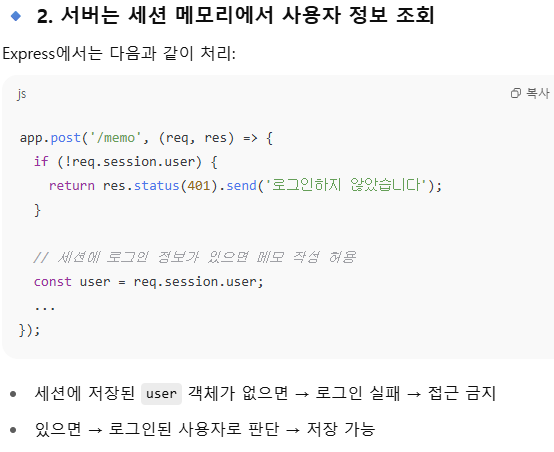 2. 서버는 세션 메모리에서 사용자 정보 조회
Express에서는 다음과 같이 처리:
js 복사
app.post('/memo', (req, res) => {
  if (!req.session.user) {
    return res.status(401).send('로그인하지 않았습니다');
  }
  // 세션에 로그인 정보가 있으면 메모 작성 허용
  const user = req.session.user;
  ...
});
• 세션에 저장된 user 객체가 없으면 → 로그인 실패 → 접근 금지
• 있으면 → 로그인된 사용자로 판단 → 저장 가능